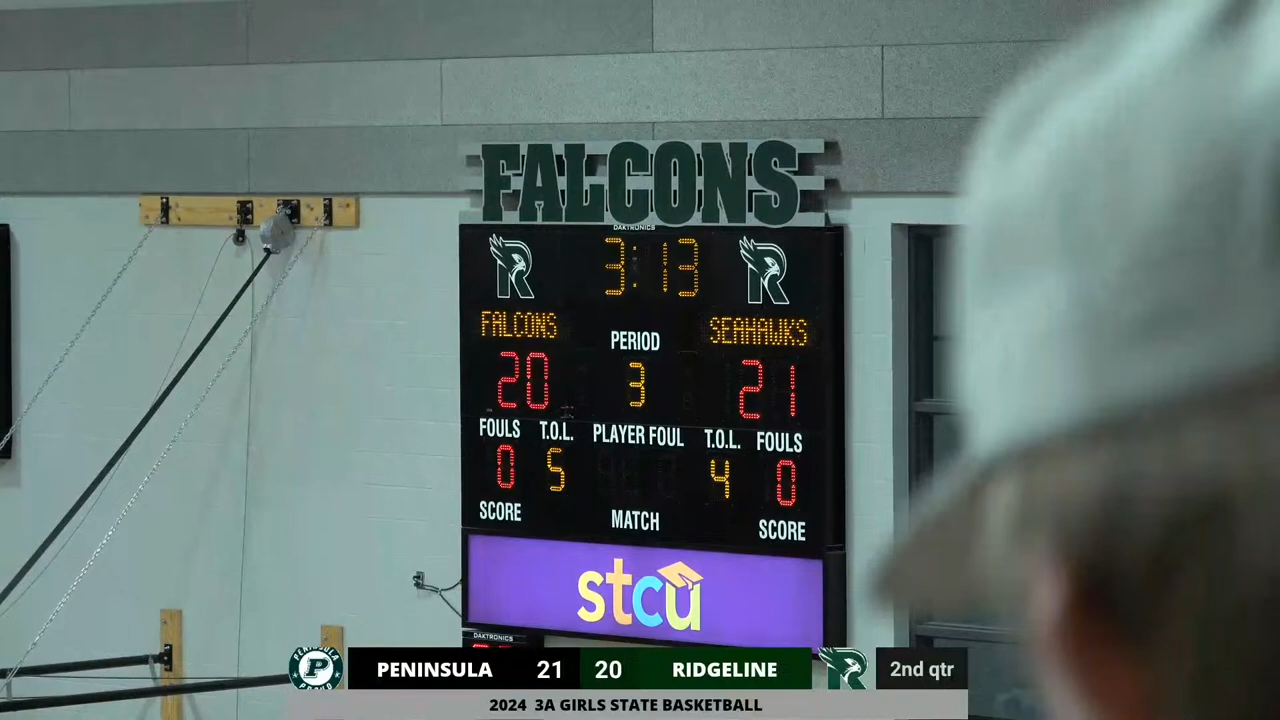 FALCONS
DAKTRONICS
3:13
FALCONS
PERIOD
SEAHAWKS
20
3
21
FOULS T.O.L. PLAYER FOUL T.O.L. FOULS
0 5 4 0
SCORE MATCH SCORE
stcu
DAKTRONICS
PENINSULA
P
PENINSULA 21 20 RIDGELINE R 2nd qtr
2024 3A GIRLS STATE BASKETBALL